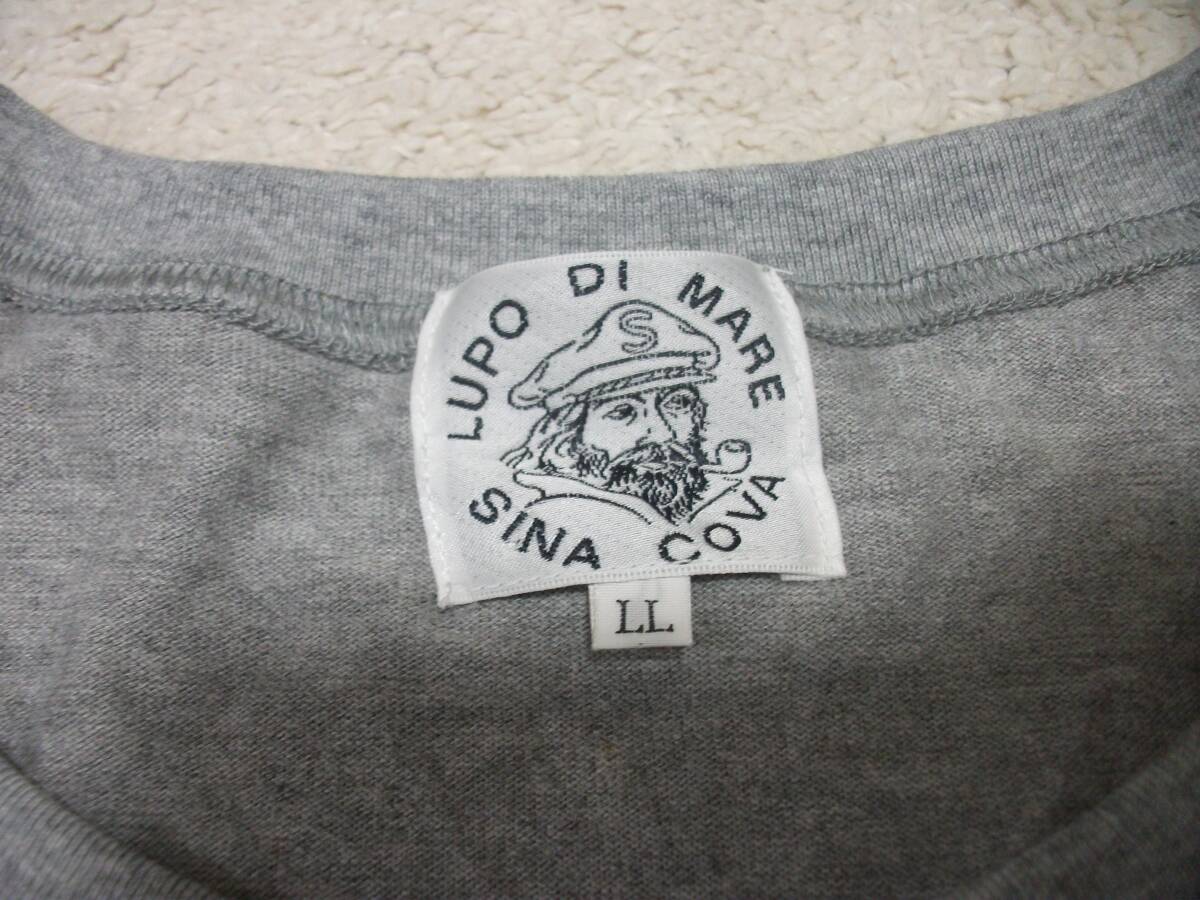 LUPO DI MARE
S
SINA COVA
LL